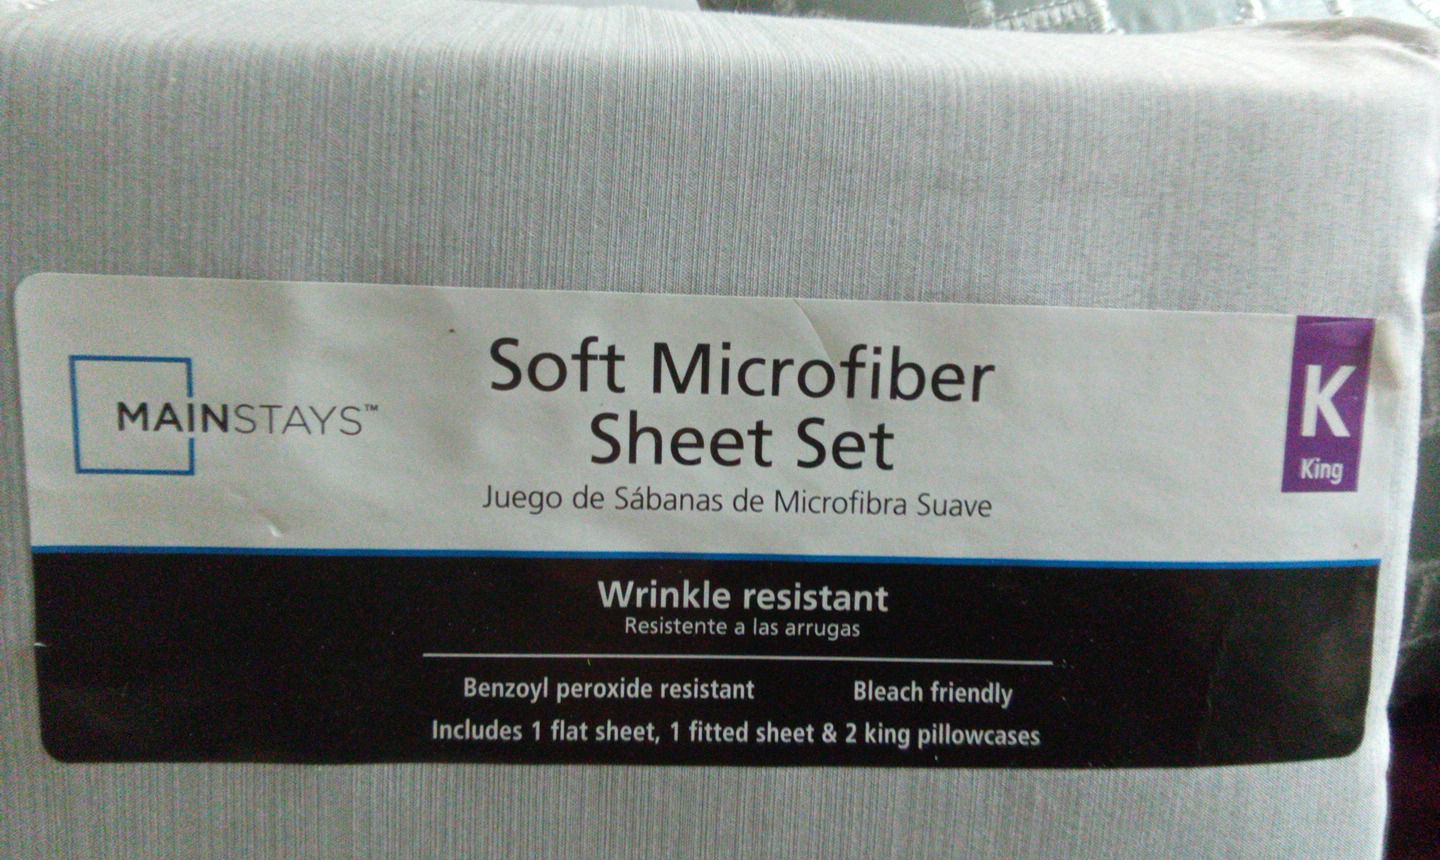 MAINSTAYS™
Soft Microfiber
Sheet Set
Juego de Sábanas de Microfibra Suave
K
King
Wrinkle resistant
Resistente a las arrugas
Benzoyl peroxide resistant Bleach friendly
Includes 1 flat sheet, 1 fitted sheet & 2 king pillowcases